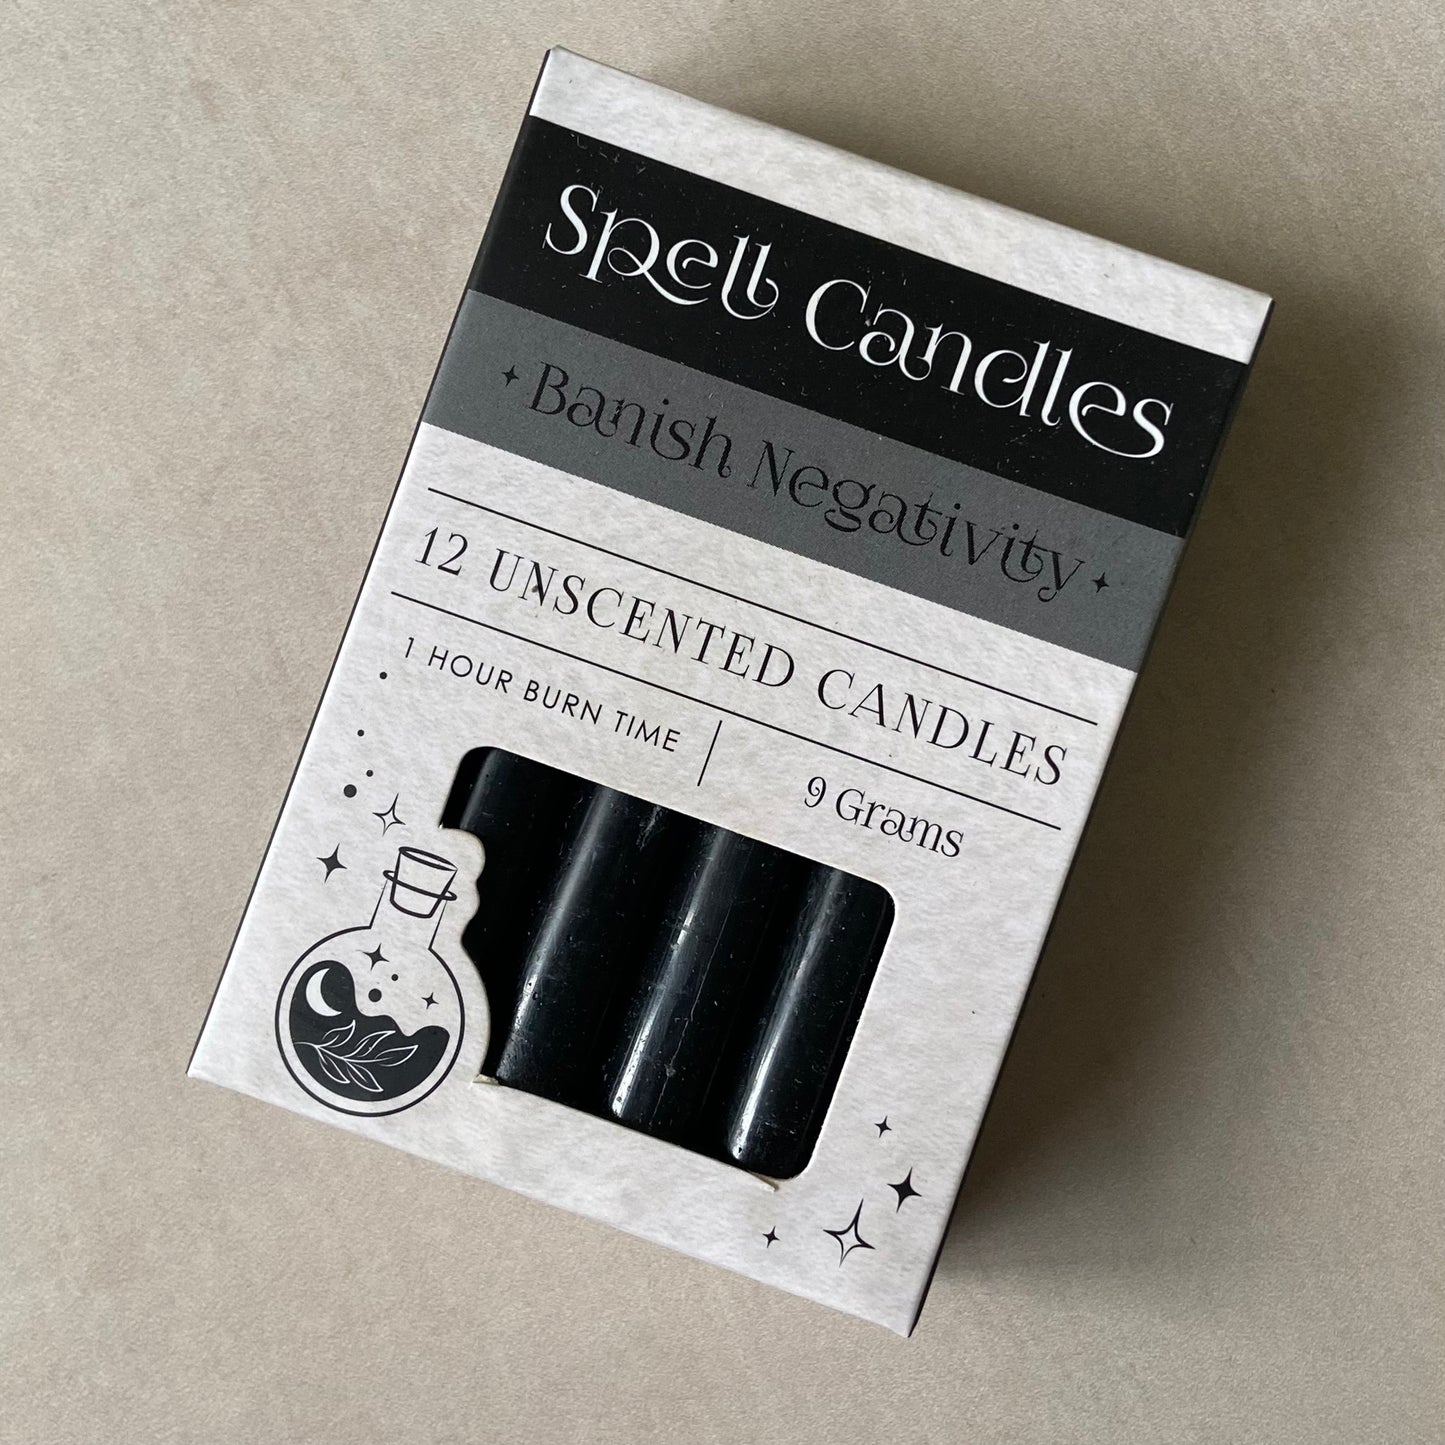 Spell Candles
Banish Negativity
12 UNSCENTED CANDLES
1 HOUR BURN TIME
9 Grams